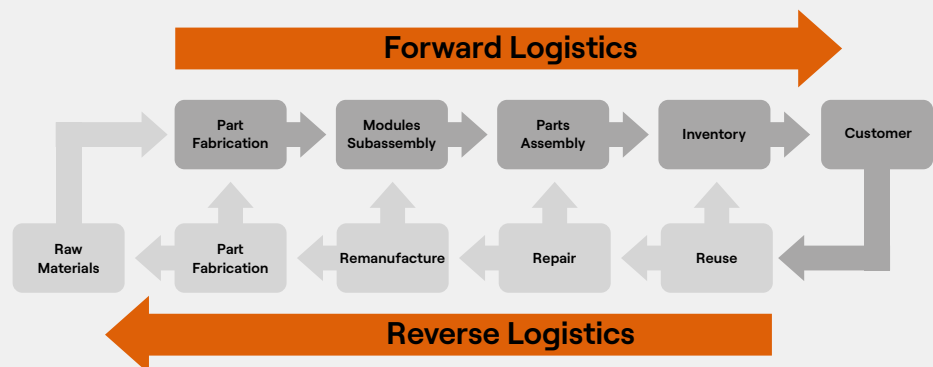 Forward Logistics
Part
Fabrication
Modules
Subassembly
Parts
Assembly
Inventory
Customer
Raw
Materials
Part
Fabrication
Remanufacture
Repair
Reuse
Reverse Logistics